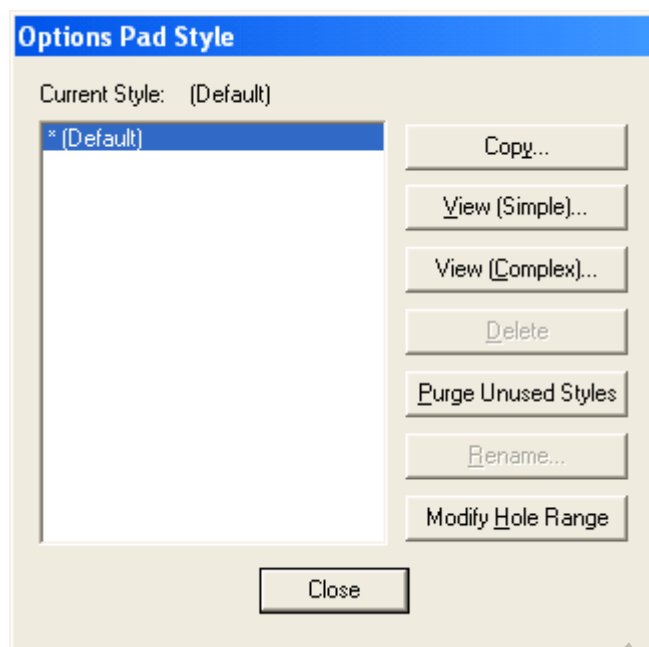 Options Pad Style
Current Style: (Default)
* (Default)
Copy...
View (Simple)...
View (Complex)...
Delete
Purge Unused Styles
Rename...
Modify Hole Range
Close